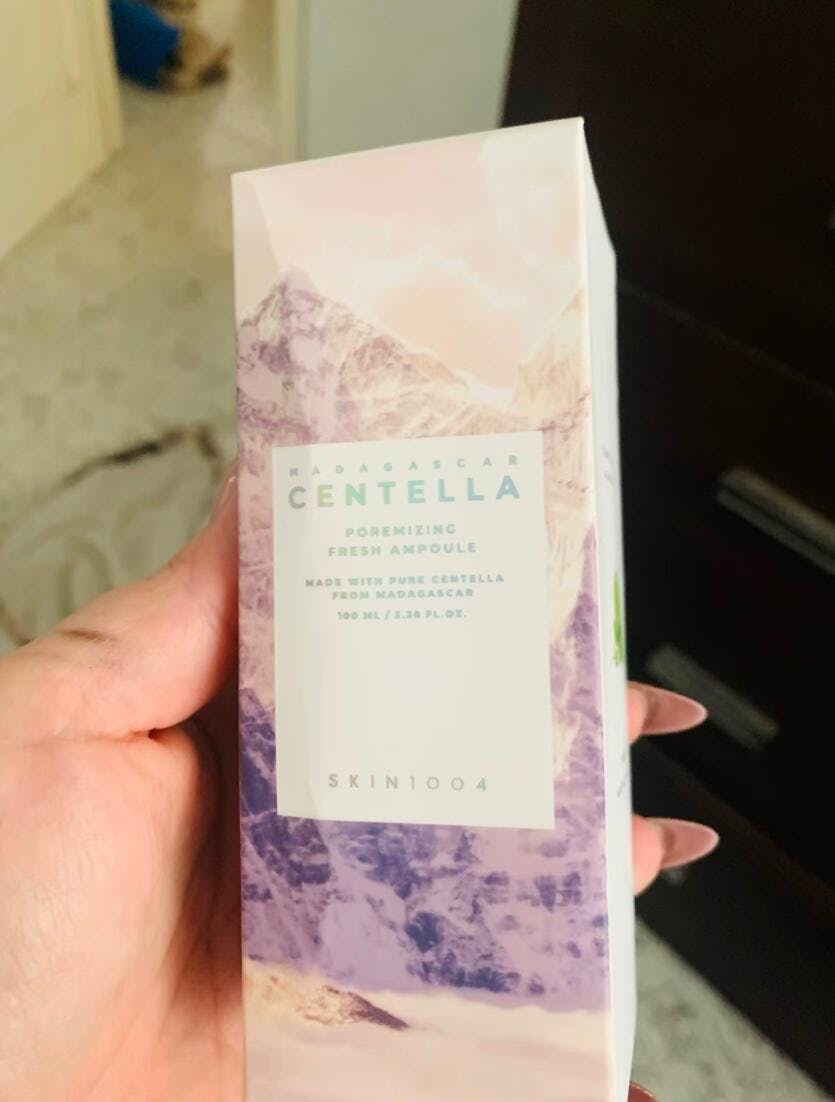 MADAGASCAR
CENTELLA
POREMIZING
FRESH AMPOULE
MADE WITH PURE CENTELLA
FROM MADAGASCAR
100 ML / 3.38 FL.OZ.
SKIN1004